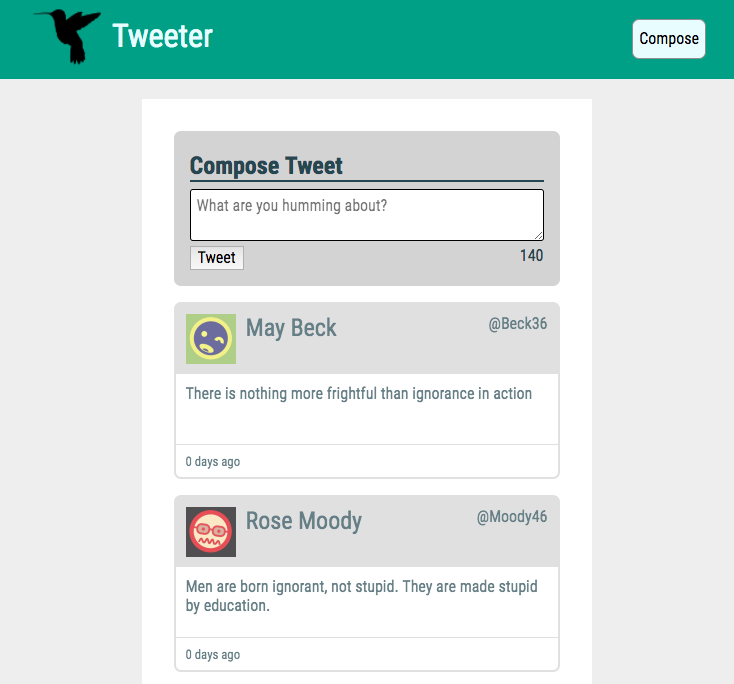 Tweeter
Compose
Compose Tweet
What are you humming about?
Tweet
140
May Beck
@Beck36
There is nothing more frightful than ignorance in action
0 days ago
Rose Moody
@Moody46
Men are born ignorant, not stupid. They are made stupid
by education.
0 days ago